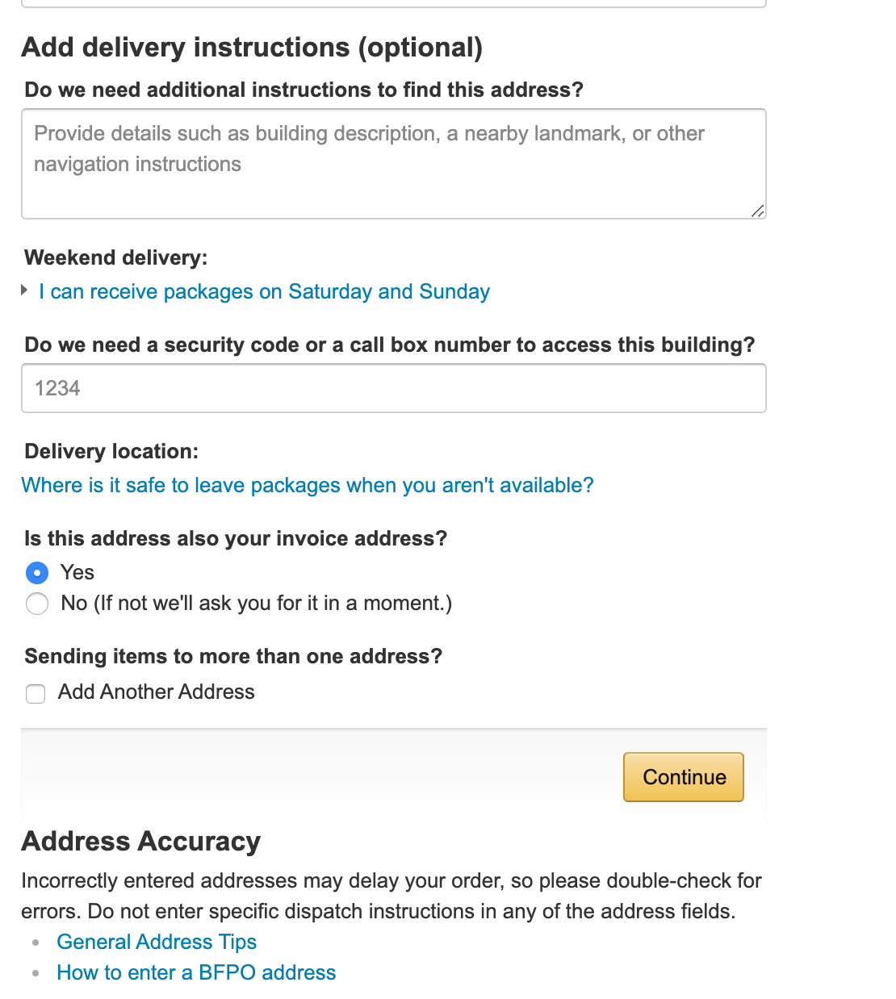 Add delivery instructions (optional)
Do we need additional instructions to find this address?
Provide details such as building description, a nearby landmark, or other
navigation instructions
Weekend delivery:
I can receive packages on Saturday and Sunday
Do we need a security code or a call box number to access this building?
1234
Delivery location:
Where is it safe to leave packages when you aren't available?
Is this address also your invoice address?
Yes
No (If not we'll ask you for it in a moment.)
Sending items to more than one address?
Add Another Address
Continue
Address Accuracy
Incorrectly entered addresses may delay your order, so please double-check for
errors. Do not enter specific dispatch instructions in any of the address fields.
General Address Tips
How to enter a BFPO address